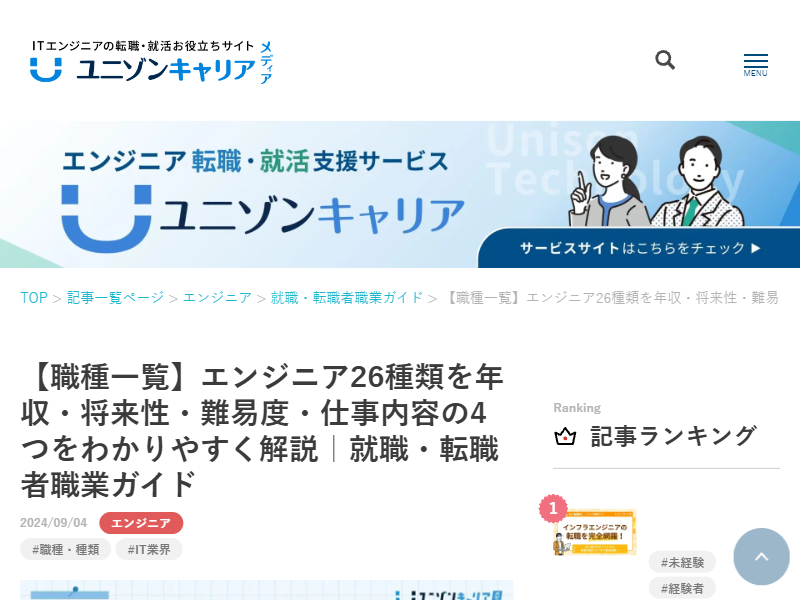 ITエンジニアの転職・就活お役立ちサイト
ユニゾンキャリア
メディア
MENU
Unison
Technology
エンジニア転職・就活支援サービス
ユニゾンキャリア
サービスサイトはこちらをチェック ▶
TOP > 記事一覧ページ > エンジニア > 就職・転職者職業ガイド > 【職種一覧】エンジニア26種類を年収・将来性・難易
【職種一覧】エンジニア26種類を年
収・将来性・難易度・仕事内容の4
つをわかりやすく解説｜就職・転職
者職業ガイド
2024/09/04 エンジニア
#職種・種類 #IT業界
Ranking
記事ランキング
1
インフラエンジニアの
転職を完全網羅！
#未経験
#経験者